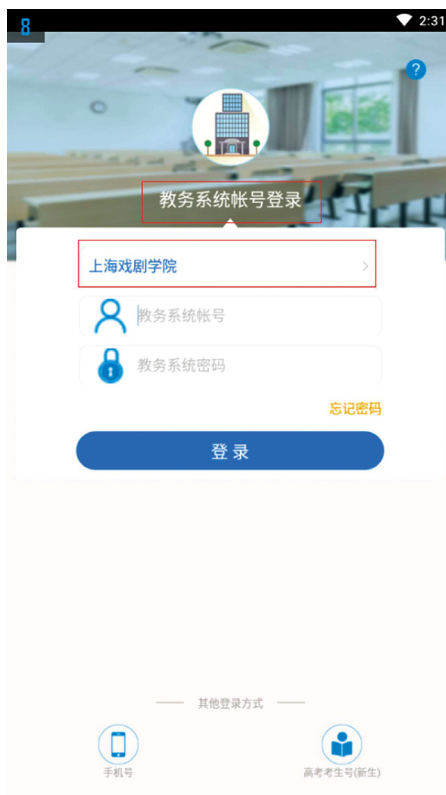 8
2:31
?
教务系统帐号登录
上海戏剧学院
教务系统帐号
教务系统密码
忘记密码
登录
其他登录方式
手机号
高考考生号(新生)